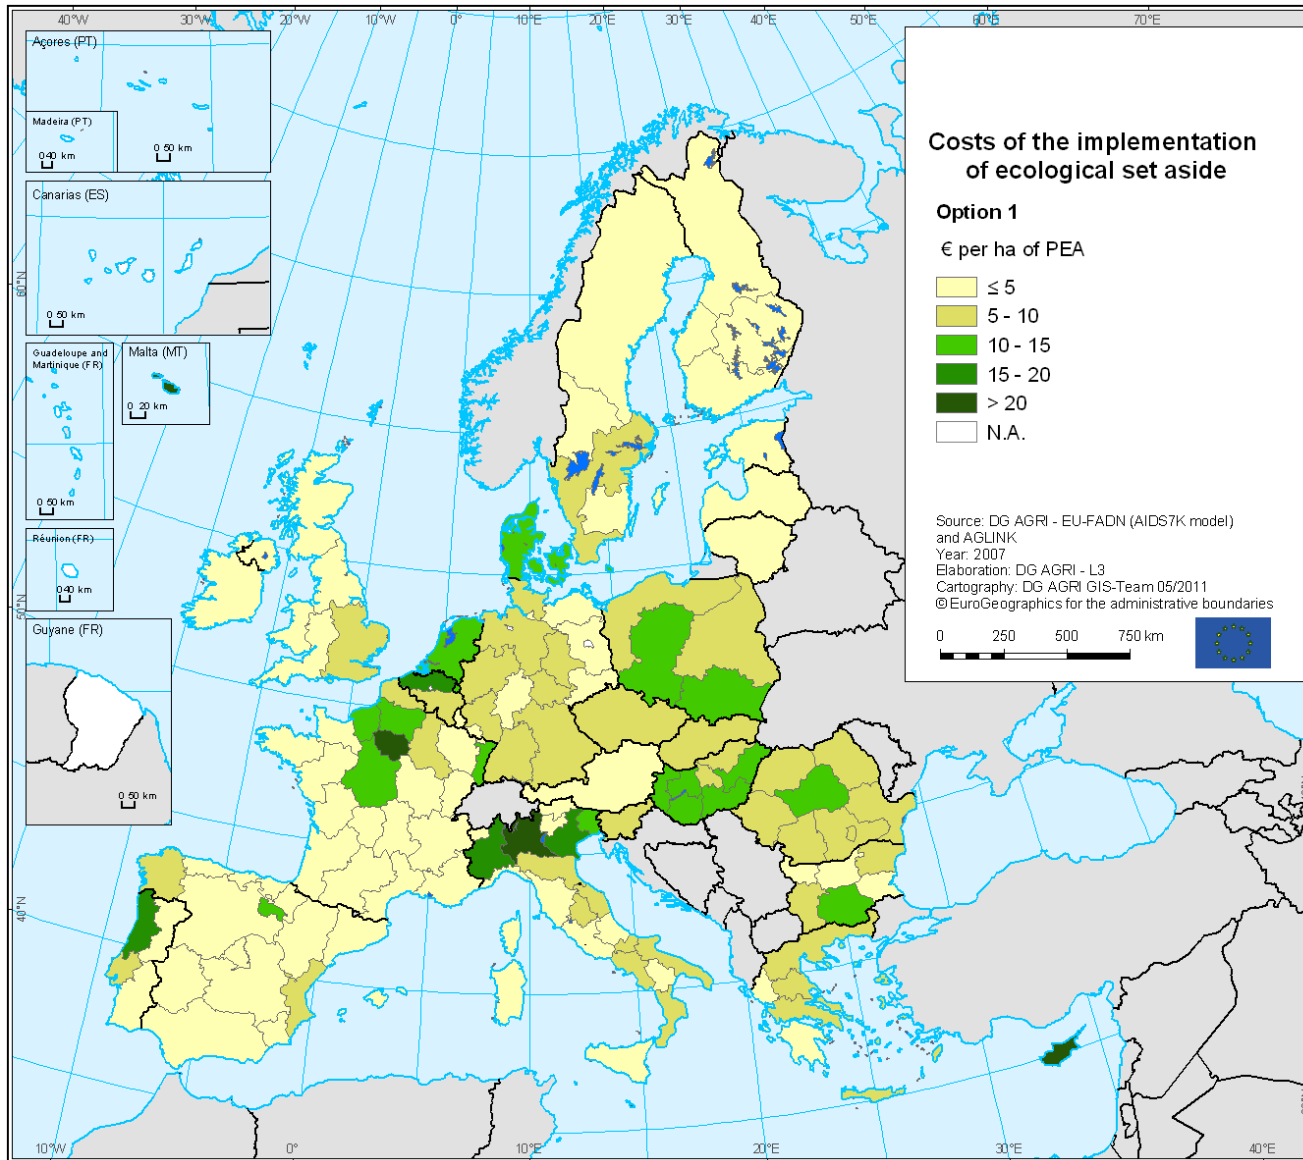 40°W 30°W 20°W 10°W 0° 10°E 20°E 30°E 40°E 50°E 60°E 70°E
Açores (PT)
Madeira (PT)
0 40 km
0 50 km
Canarias (ES)
0 50 km
Guadeloupe and
Martinique (FR)
0 50 km
Malta (MT)
0 20 km
Réunion (FR)
0 40 km
Guyane (FR)
0 50 km
60°N
50°N
40°N
Costs of the implementation
of ecological set aside
Option 1
€ per ha of PEA
≤ 5
5 - 10
10 - 15
15 - 20
> 20
N.A.
Source: DG AGRI - EU-FADN (AIDS7K model)
and AGLINK
Year: 2007
Elaboration: DG AGRI - L3
Cartography: DG AGRI GIS-Team 05/2011
© EuroGeographics for the administrative boundaries
0 250 500 750 km
10°W 0° 10°E 20°E 30°E 40°E